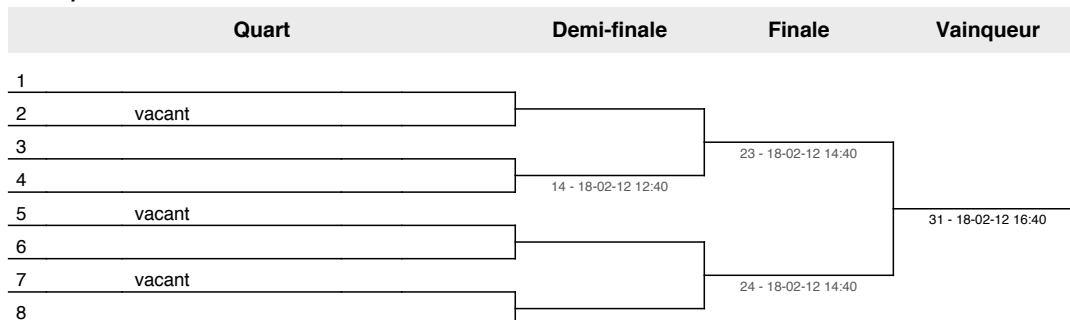 Quart Demi-finale Finale Vainqueur
1
2 vacant
3
23 - 18-02-12 14:40
4
14 - 18-02-12 12:40
5 vacant
31 - 18-02-12 16:40
6
7 vacant
24 - 18-02-12 14:40
8